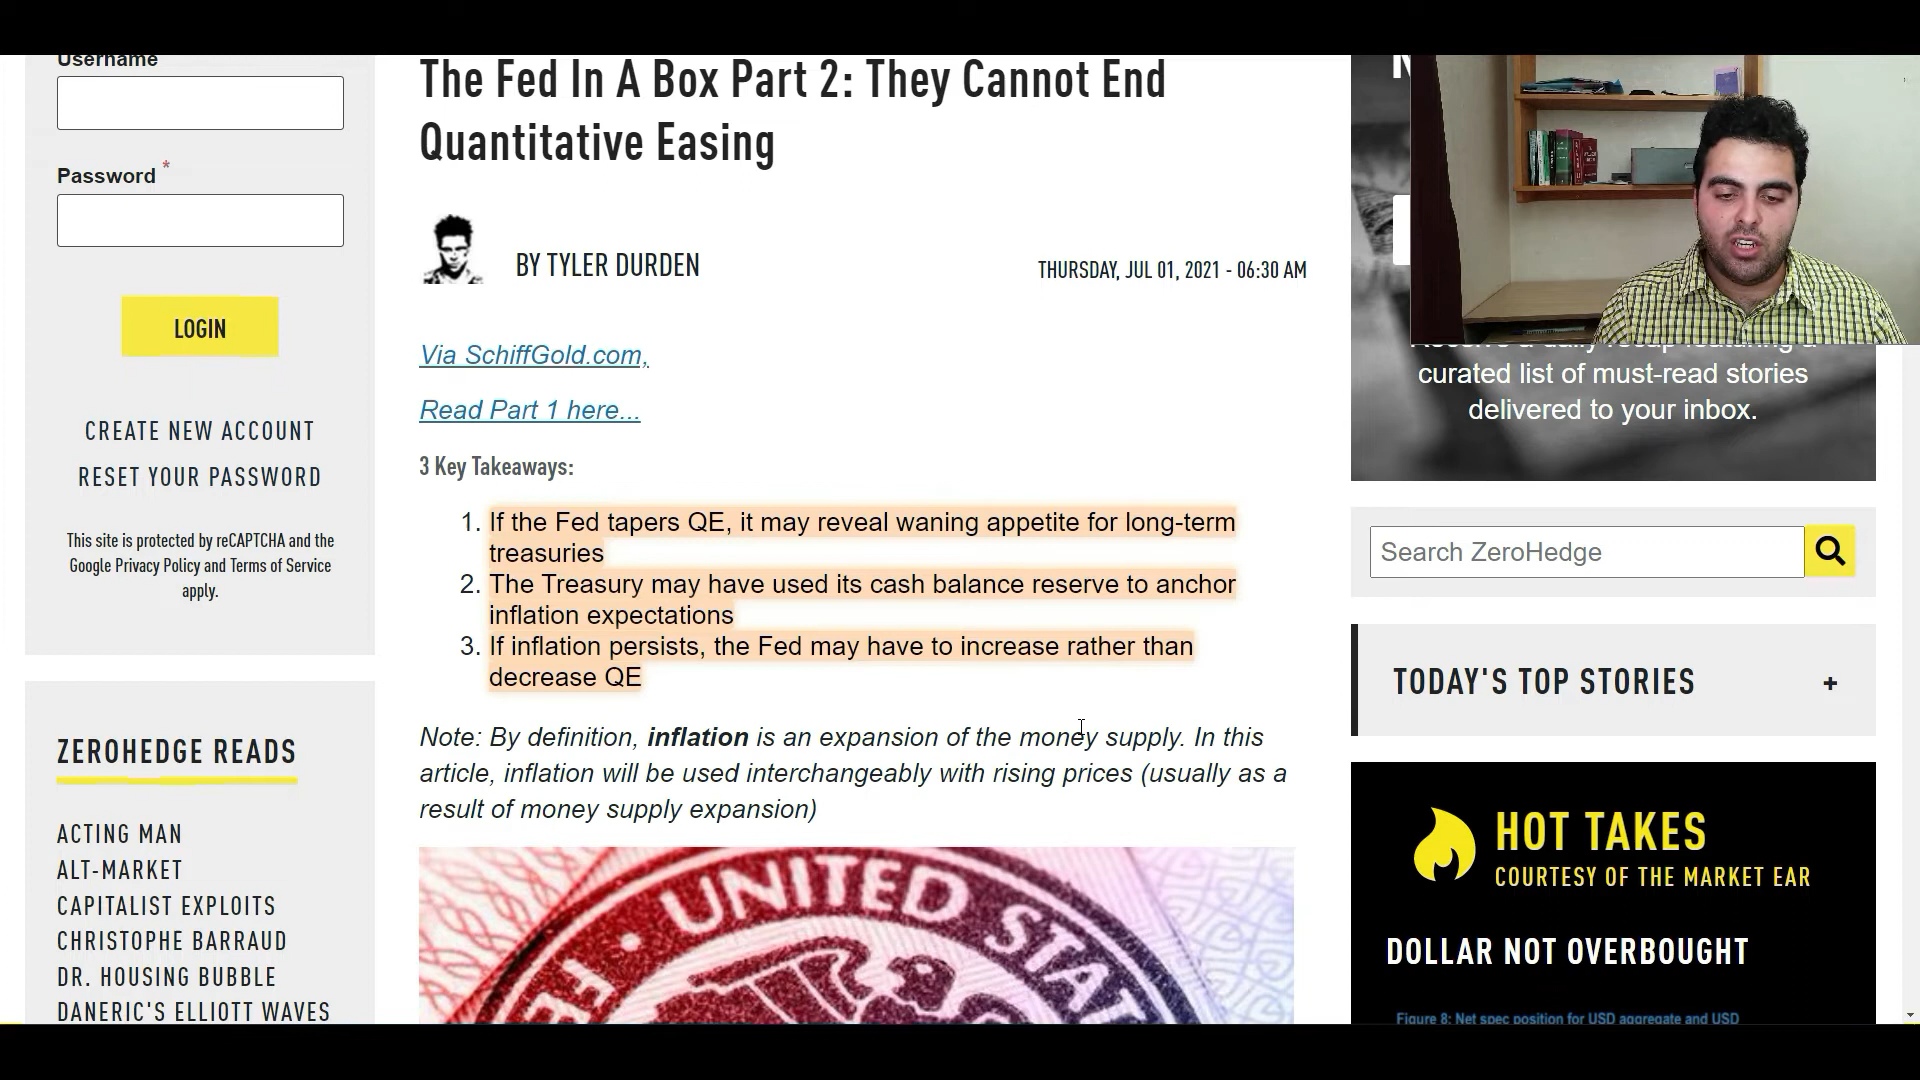 Username
Password *
LOGIN
CREATE NEW ACCOUNT
RESET YOUR PASSWORD
This site is protected by reCAPTCHA and the
Google Privacy Policy and Terms of Service
apply.
ZEROHEDGE READS
ACTING MAN
ALT-MARKET
CAPITALIST EXPLOITS
CHRISTOPHE BARRAUD
DR. HOUSING BUBBLE
DANERIC'S ELLIOTT WAVES
The Fed In A Box Part 2: They Cannot End
Quantitative Easing
BY TYLER DURDEN
THURSDAY, JUL 01, 2021 - 06:30 AM
Via SchiffGold.com,
Read Part 1 here...
3 Key Takeaways:
1. If the Fed tapers QE, it may reveal waning appetite for long-term
treasuries
2. The Treasury may have used its cash balance reserve to anchor
inflation expectations
3. If inflation persists, the Fed may have to increase rather than
decrease QE
Note: By definition, inflation is an expansion of the money supply. In this
article, inflation will be used interchangeably with rising prices (usually as a
result of money supply expansion)
UNITED STA
FE
curated list of must-read stories
delivered to your inbox.
Search ZeroHedge
TODAY'S TOP STORIES +
HOT TAKES
COURTESY OF THE MARKET EAR
DOLLAR NOT OVERBOUGHT
Figure 8: Net spec position for USD aggregate and USD